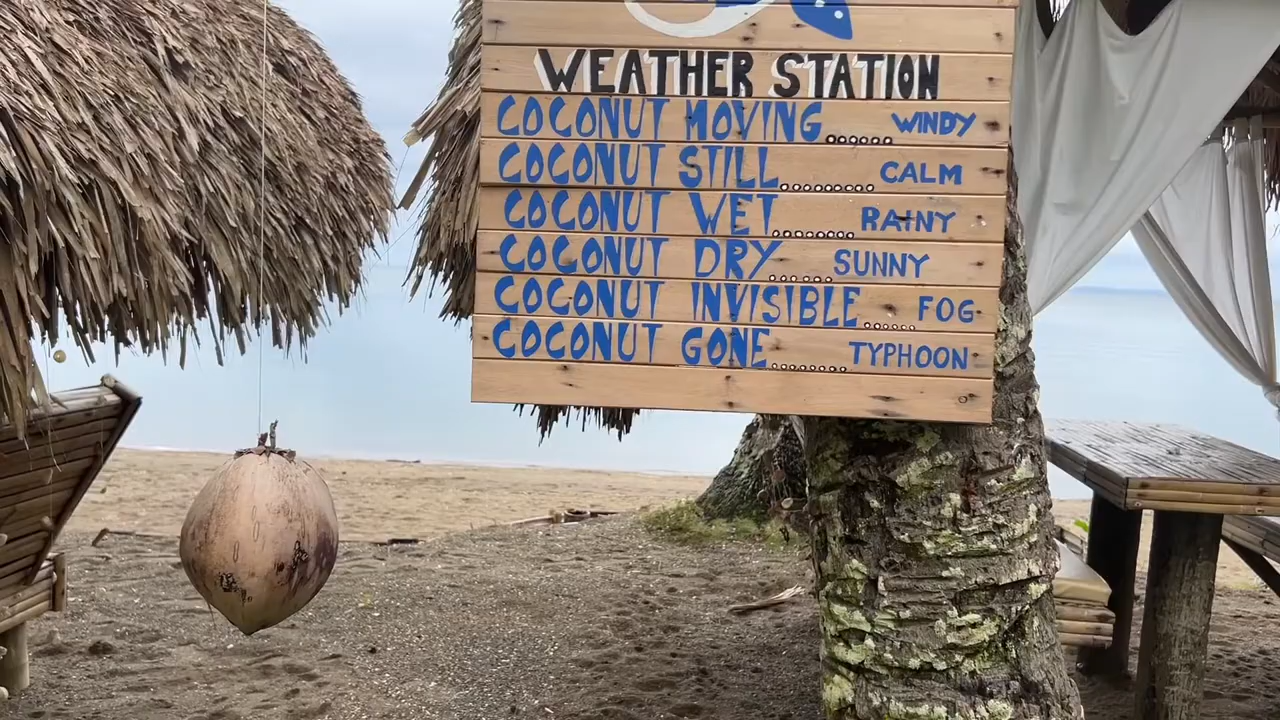 WEATHER STATION
COCONUT MOVING..... WINDY
COCONUT STILL........ CALM
COCONUT WET....... RAINY
COCONUT DRY..... SUNNY
COCONUT INVISIBLE..... FOG
COCONUT GONE........ TYPHOON